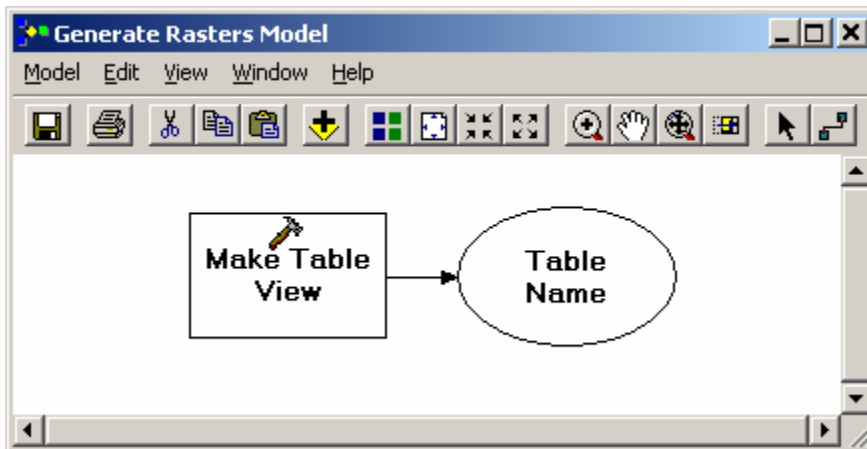 Generate Rasters Model
Model Edit View Window Help
Make Table
View
Table
Name